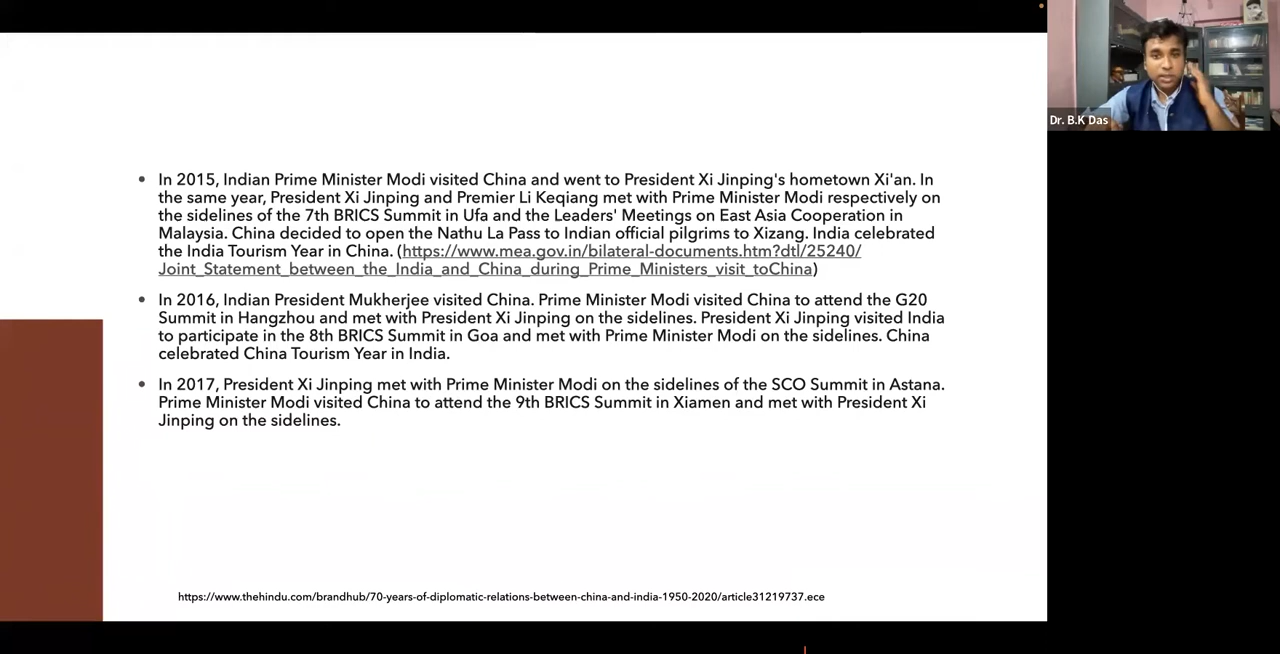 Dr. B.K Das
• In 2015, Indian Prime Minister Modi visited China and went to President Xi Jinping's hometown Xi'an. In
the same year, President Xi Jinping and Premier Li Keqiang met with Prime Minister Modi respectively on
the sidelines of the 7th BRICS Summit in Ufa and the Leaders' Meetings on East Asia Cooperation in
Malaysia. China decided to open the Nathu La Pass to Indian official pilgrims to Xizang. India celebrated
the India Tourism Year in China. (https://www.mea.gov.in/bilateral-documents.htm?dtl/25240/
Joint_Statement_between_the_India_and_China_during_Prime_Ministers_visit_toChina)
• In 2016, Indian President Mukherjee visited China. Prime Minister Modi visited China to attend the G20
Summit in Hangzhou and met with President Xi Jinping on the sidelines. President Xi Jinping visited India
to participate in the 8th BRICS Summit in Goa and met with Prime Minister Modi on the sidelines. China
celebrated China Tourism Year in India.
• In 2017, President Xi Jinping met with Prime Minister Modi on the sidelines of the SCO Summit in Astana.
Prime Minister Modi visited China to attend the 9th BRICS Summit in Xiamen and met with President Xi
Jinping on the sidelines.
https://www.thehindu.com/brandhub/70-years-of-diplomatic-relations-between-china-and-india-1950-2020/article31219737.ece